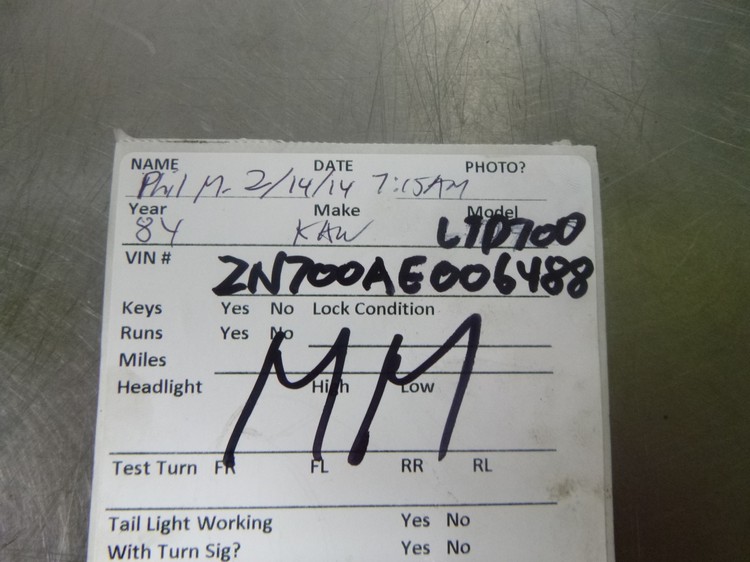 NAME DATE PHOTO?
Phil M. 2/14/14 7:15AM
Year Make Model
84 KAW LTD700
VIN #
ZN700AE006488
Keys Yes No Lock Condition
Runs Yes No
Miles
MM
Headlight High Low
Test Turn FR FL RR RL
Tail Light Working Yes No
With Turn Sig? Yes No